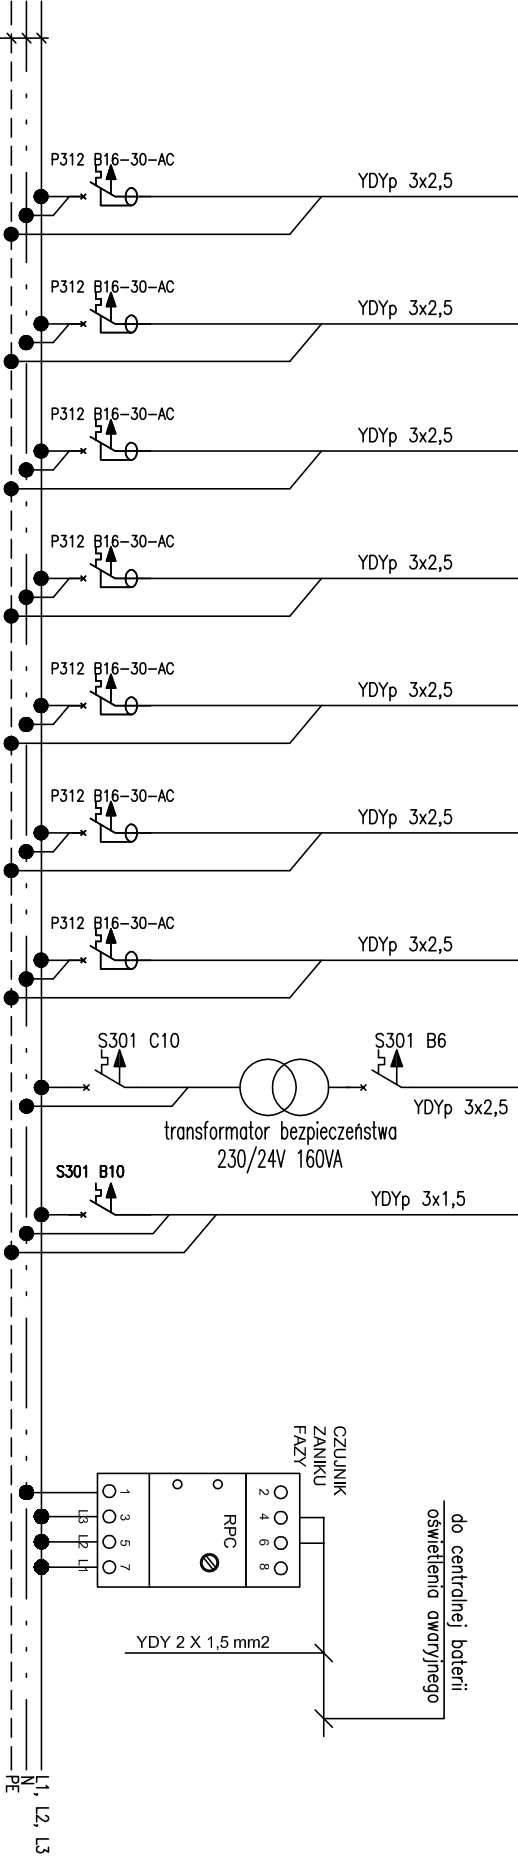 P312 B16-30-AC
YDYp 3x2,5
P312 B16-30-AC
YDYp 3x2,5
P312 B16-30-AC
YDYp 3x2,5
P312 B16-30-AC
YDYp 3x2,5
P312 B16-30-AC
YDYp 3x2,5
P312 B16-30-AC
YDYp 3x2,5
P312 B16-30-AC
YDYp 3x2,5
S301 C10
S301 B6
YDYp 3x2,5
transformator bezpieczeństwa
230/24V 160VA
S301 B10
YDYp 3x1,5
CZUJNIK
ZANIKU
FAZY
1
3
5
7
L3
L2
L1
RPC
2
4
6
8
do centralnej baterii
oświetlenia awaryjnego
YDY 2 X 1,5 mm2
L1, L2, L3
N
PE